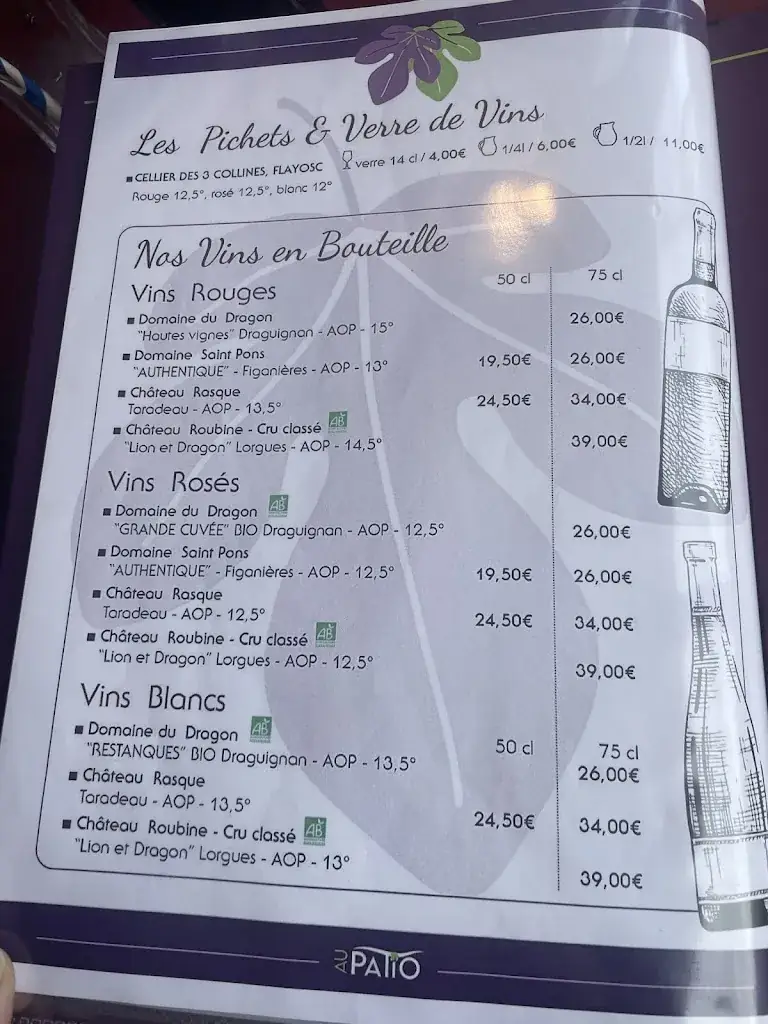 Les Pichets & Verre de Vins
■ CELLIER DES 3 COLLINES, FLAYOSC verre 14 cl / 4,00€ 1/4l / 6,00€ 1/2l / 11,00€
Rouge 12,5°, rosé 12,5°, blanc 12°
Nos Vins en Bouteille
Vins Rouges 50 cl 75 cl
■ Domaine du Dragon
"Hautes vignes" Draguignan - AOP - 15° 26,00€
■ Domaine Saint Pons
"AUTHENTIQUE" - Figanières - AOP - 13° 19,50€ 26,00€
■ Château Rasque
Taradeau - AOP - 13,5° 24,50€ 34,00€
■ Château Roubine - Cru classé AB
"Lion et Dragon" Lorgues - AOP - 14,5° 39,00€
Vins Rosés
■ Domaine du Dragon AB
"GRANDE CUVÉE" BIO Draguignan - AOP - 12,5° 26,00€
■ Domaine Saint Pons
"AUTHENTIQUE" - Figanières - AOP - 12,5° 19,50€ 26,00€
■ Château Rasque
Taradeau - AOP - 12,5° 24,50€ 34,00€
■ Château Roubine - Cru classé AB
"Lion et Dragon" Lorgues - AOP - 12,5° 39,00€
Vins Blancs
■ Domaine du Dragon AB 50 cl 75 cl
"RESTANQUES" BIO Draguignan - AOP - 13,5° 26,00€
■ Château Rasque
Taradeau - AOP - 13,5° 24,50€ 34,00€
■ Château Roubine - Cru classé AB
"Lion et Dragon" Lorgues - AOP - 13° 39,00€
AU PATIO